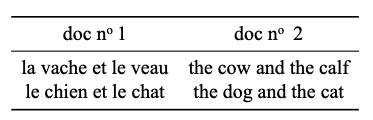 doc nº 1 doc nº 2
la vache et le veau the cow and the calf
le chien et le chat the dog and the cat